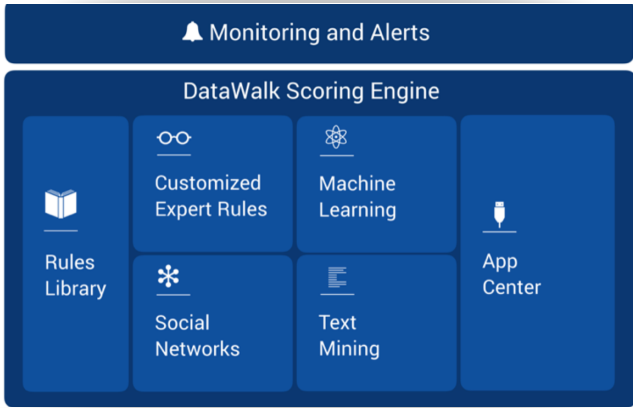 Monitoring and Alerts
DataWalk Scoring Engine
Rules
Library
Customized
Expert Rules
Machine
Learning
Social
Networks
Text
Mining
App
Center